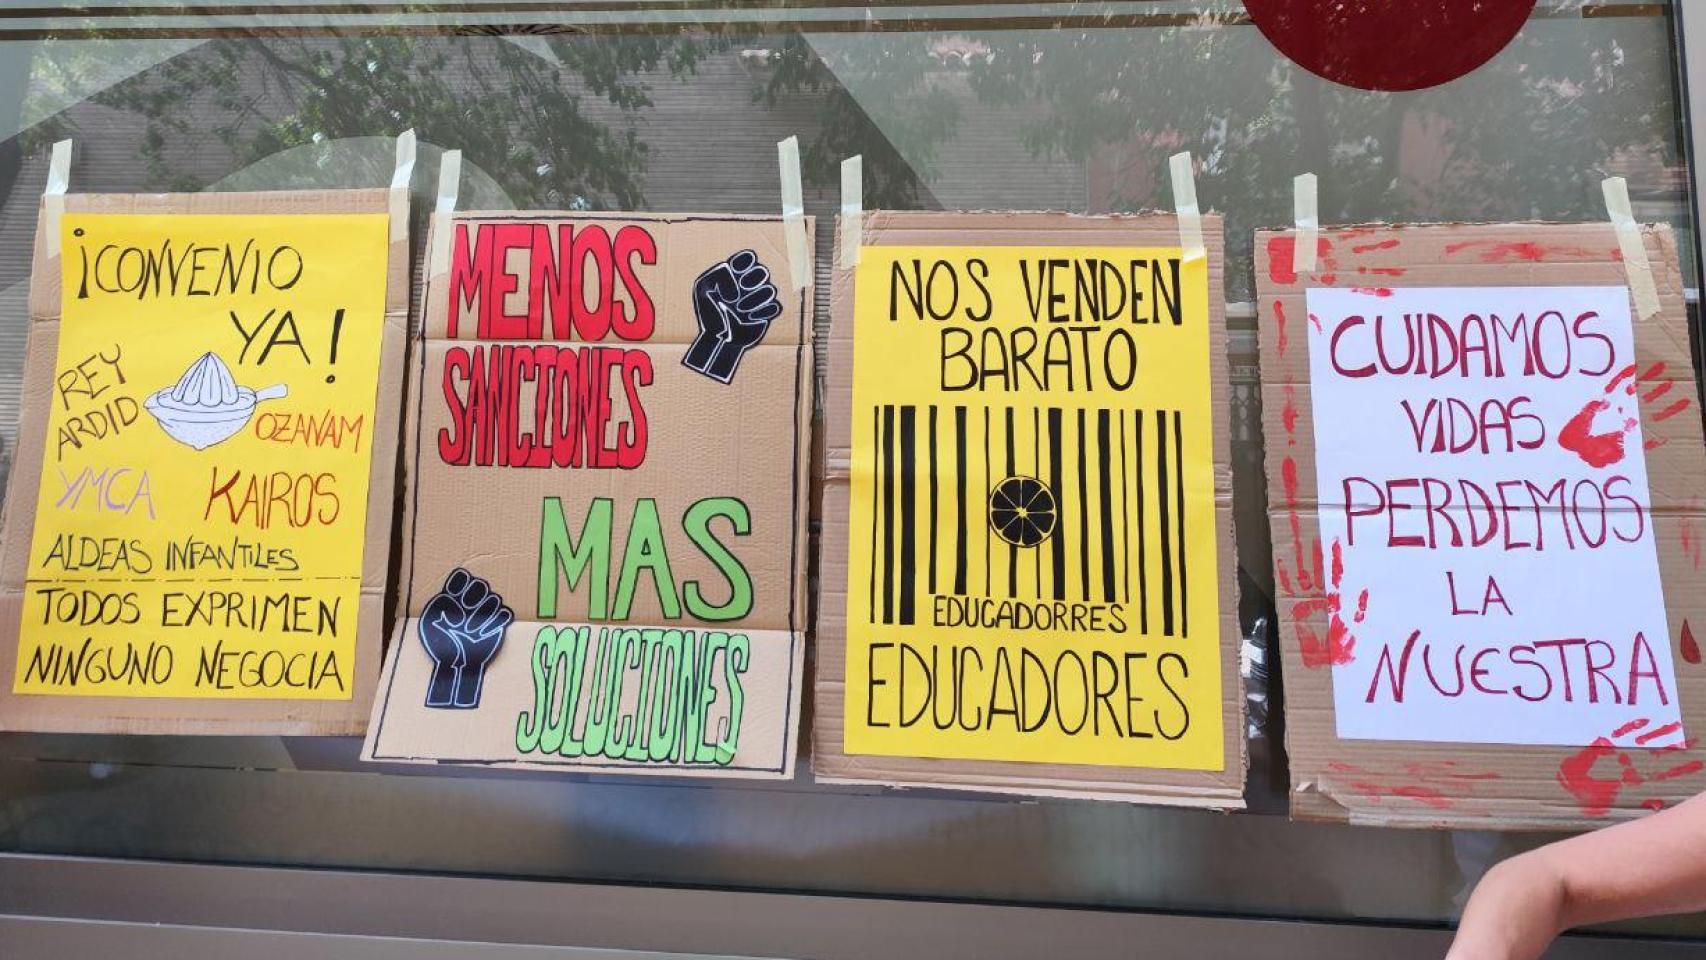 ¡CONVENIO
YA!
REY
ARDID
OZANAM
YMCA
KAIROS
ALDEAS INFANTILES
TODOS EXPRIMEN
NINGUNO NEGOCIA
MENOS
SANCIONES
MAS
SOLUCIONES
NOS VENDEN
BARATO
EDUCADORRES
EDUCADORES
CUIDAMOS
VIDAS
PERDEMOS
LA
NUESTRA